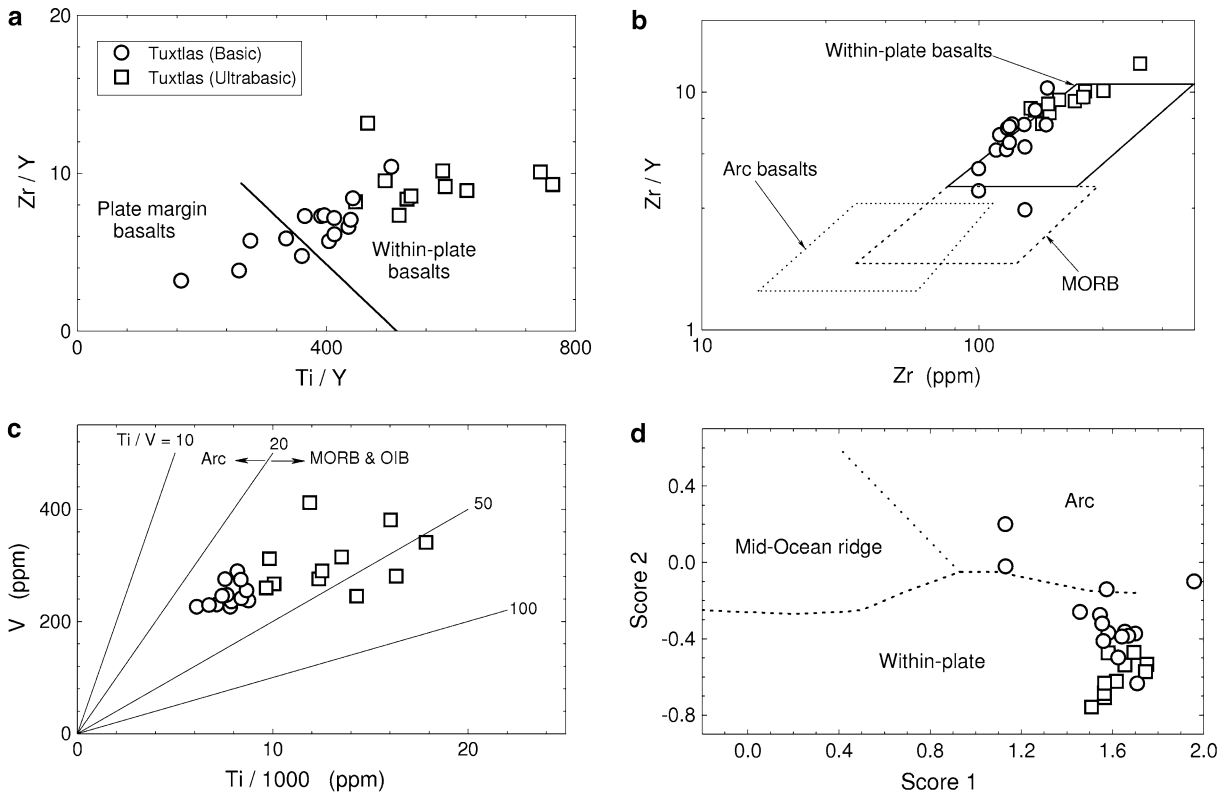 a
20
15
10
5
0
Zr / Y
Tuxtlas (Basic)
Tuxtlas (Ultrabasic)
Plate margin
basalts
Within-plate
basalts
0
400
800
Ti / Y
b
10
1
Zr / Y
Within-plate basalts
Arc basalts
MORB
10
100
Zr (ppm)
c
400
200
0
V (ppm)
Ti / V = 10
20
Arc
MORB & OIB
50
100
0
10
20
Ti / 1000 (ppm)
d
0.4
0.0
-0.4
-0.8
Score 2
Arc
Mid-Ocean ridge
Within-plate
0.0
0.4
0.8
1.2
1.6
2.0
Score 1